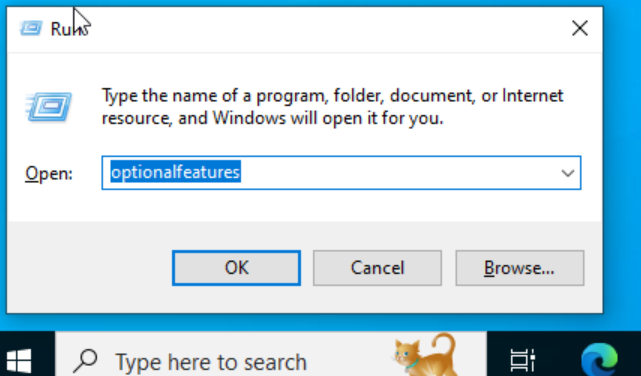 Run
Type the name of a program, folder, document, or Internet
resource, and Windows will open it for you.
Open:
optionalfeatures
OK
Cancel
Browse...
Type here to search